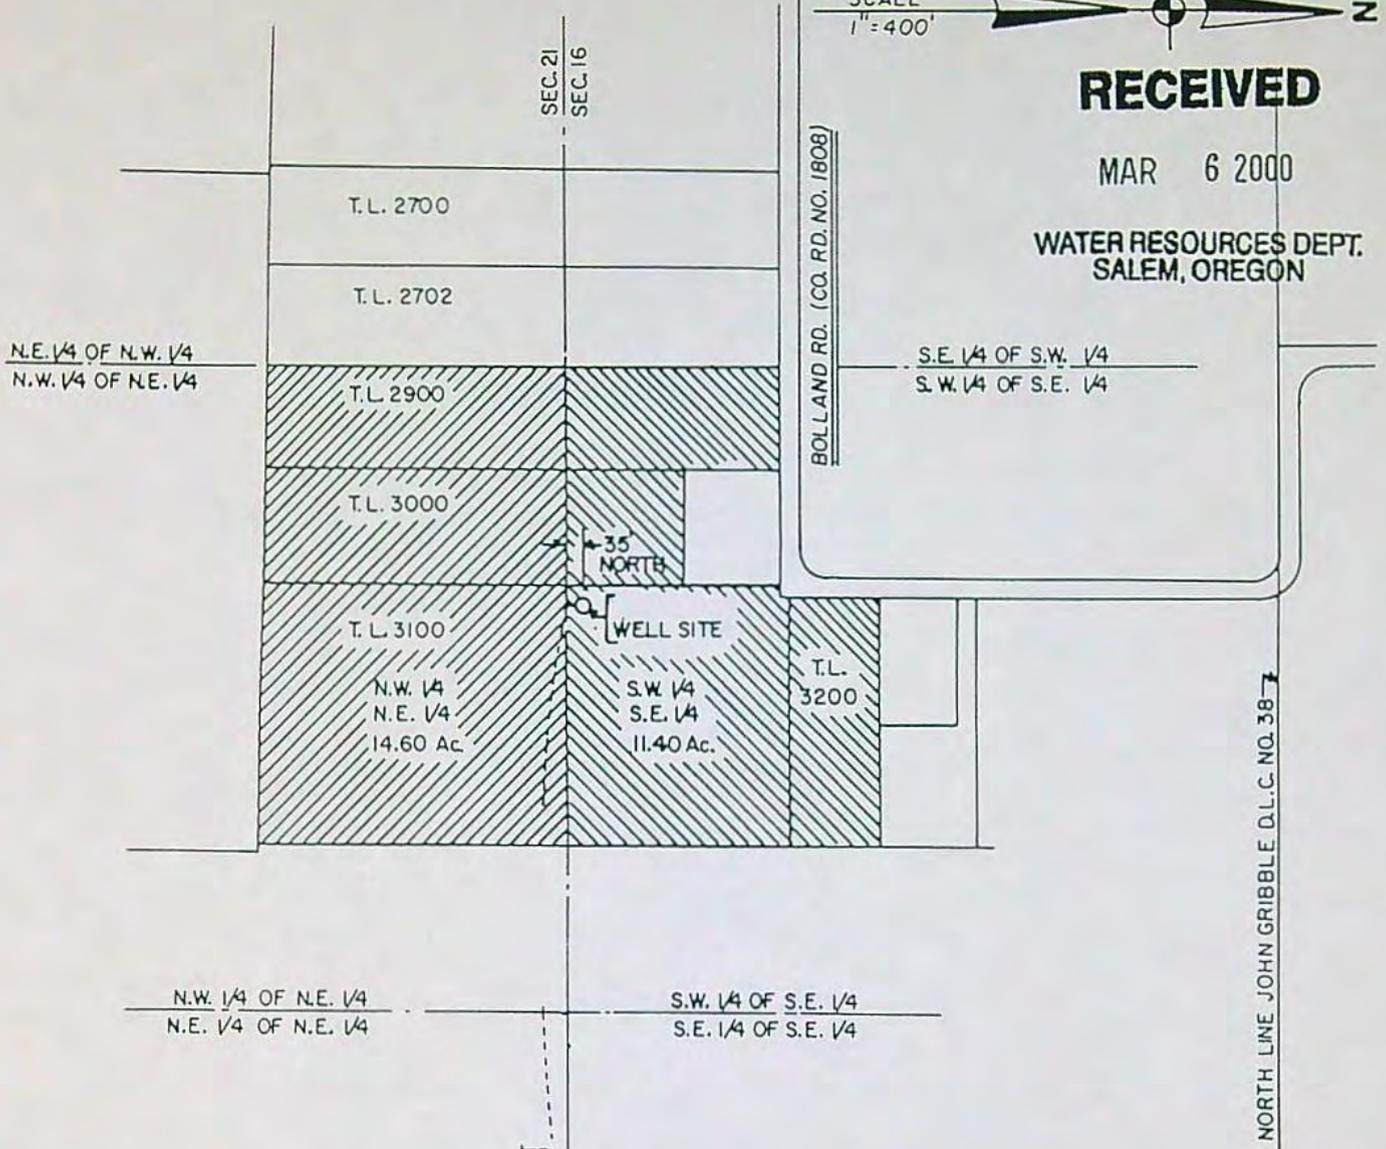 SCALE
1"=400'
N
RECEIVED
MAR 6 2000
WATER RESOURCES DEPT.
SALEM, OREGON
SEC. 21
SEC. 16
BOLLAND RD. (CO. RD. NO. 1808)
T.L. 2700
T.L. 2702
N.E. 1/4 OF N.W. 1/4
N.W. 1/4 OF N.E. 1/4
S.E. 1/4 OF S.W. 1/4
S.W. 1/4 OF S.E. 1/4
T.L. 2900
T.L. 3000
35'
NORTH
T.L. 3100
WELL SITE
N.W. 1/4
N.E. 1/4
14.60 Ac.
S.W. 1/4
S.E. 1/4
11.40 Ac.
T.L.
3200
NORTH LINE JOHN GRIBBLE D.L.C. NO. 38
N.W. 1/4 OF N.E. 1/4
N.E. 1/4 OF N.E. 1/4
S.W. 1/4 OF S.E. 1/4
S.E. 1/4 OF S.E. 1/4